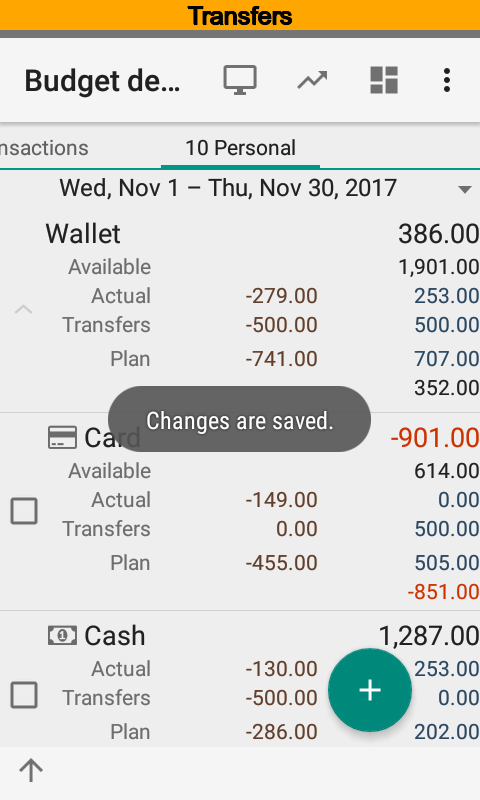 Transfers
Budget de...
nsactions 10 Personal
Wed, Nov 1 – Thu, Nov 30, 2017
Wallet 386.00
Available 1,901.00
Actual -279.00 253.00
Transfers -500.00 500.00
Plan -741.00 707.00
352.00
Changes are saved.
Card -901.00
Available 614.00
Actual -149.00 0.00
Transfers 0.00 500.00
Plan -455.00 505.00
-851.00
Cash 1,287.00
Actual -130.00 253.00
Transfers -500.00 0.00
Plan -286.00 202.00